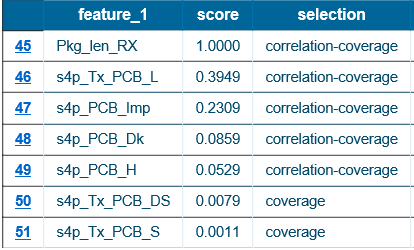 feature_1 score selection
45 Pkg_len_RX 1.0000 correlation-coverage
46 s4p_Tx_PCB_L 0.3949 correlation-coverage
47 s4p_PCB_Imp 0.2309 correlation-coverage
48 s4p_PCB_Dk 0.0859 correlation-coverage
49 s4p_PCB_H 0.0529 correlation-coverage
50 s4p_Tx_PCB_DS 0.0079 coverage
51 s4p_Tx_PCB_S 0.0011 coverage